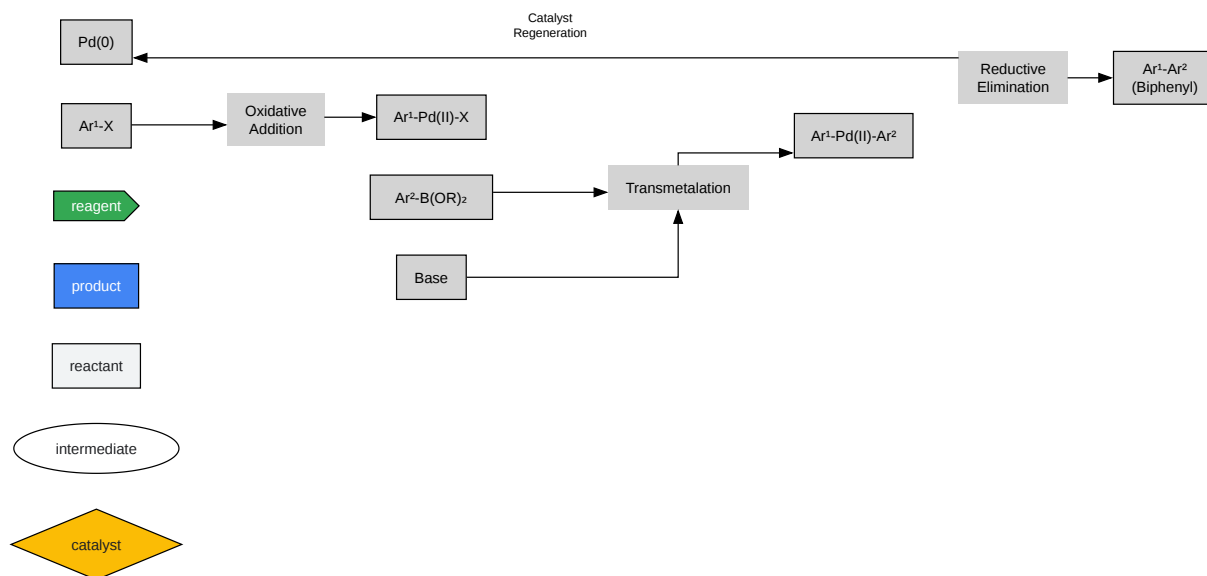 Catalyst
Regeneration
Pd(0)
Reductive
Elimination
Ar¹-Ar²
(Biphenyl)
Ar¹-X
Oxidative
Addition
Ar¹-Pd(II)-X
Ar¹-Pd(II)-Ar²
Ar²-B(OR)₂
Transmetalation
Base
reagent
product
reactant
intermediate
catalyst